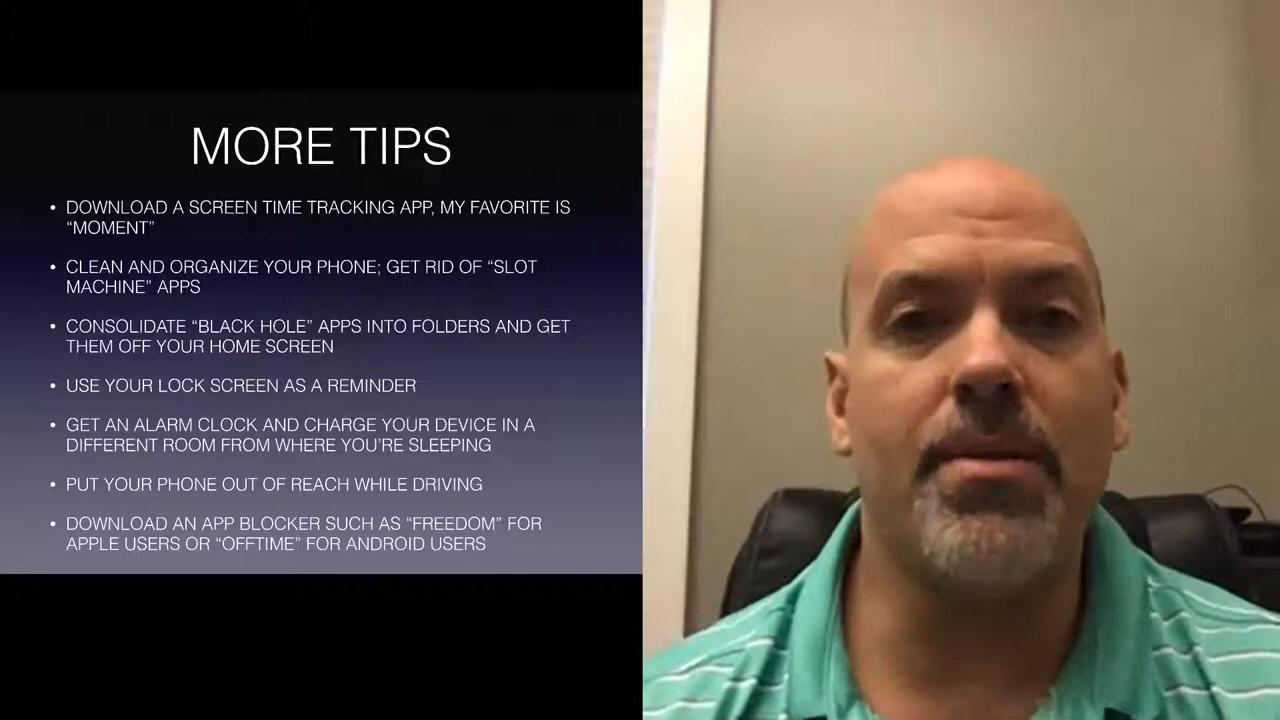 MORE TIPS
• DOWNLOAD A SCREEN TIME TRACKING APP, MY FAVORITE IS
“MOMENT”
• CLEAN AND ORGANIZE YOUR PHONE; GET RID OF “SLOT
MACHINE” APPS
• CONSOLIDATE “BLACK HOLE” APPS INTO FOLDERS AND GET
THEM OFF YOUR HOME SCREEN
• USE YOUR LOCK SCREEN AS A REMINDER
• GET AN ALARM CLOCK AND CHARGE YOUR DEVICE IN A
DIFFERENT ROOM FROM WHERE YOU’RE SLEEPING
• PUT YOUR PHONE OUT OF REACH WHILE DRIVING
• DOWNLOAD AN APP BLOCKER SUCH AS “FREEDOM” FOR
APPLE USERS OR “OFFTIME” FOR ANDROID USERS